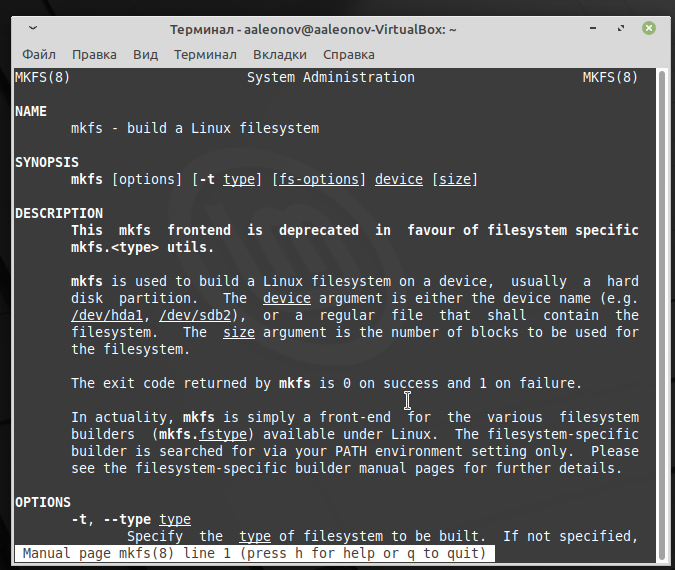 Терминал - aaleonov@aaleonov-VirtualBox: ~
Файл Правка Вид Терминал Вкладки Справка
MKFS(8) System Administration MKFS(8)
NAME
mkfs - build a Linux filesystem
SYNOPSIS
mkfs [options] [-t type] [fs-options] device [size]
DESCRIPTION
This mkfs frontend is deprecated in favour of filesystem specific
mkfs.<type> utils.
mkfs is used to build a Linux filesystem on a device, usually a hard
disk partition. The device argument is either the device name (e.g.
/dev/hda1, /dev/sdb2), or a regular file that shall contain the
filesystem. The size argument is the number of blocks to be used for
the filesystem.
The exit code returned by mkfs is 0 on success and 1 on failure.
In actuality, mkfs is simply a front-end for the various filesystem
builders (mkfs.fstype) available under Linux. The filesystem-specific
builder is searched for via your PATH environment setting only. Please
see the filesystem-specific builder manual pages for further details.
OPTIONS
-t, --type type
Specify the type of filesystem to be built. If not specified,
Manual page mkfs(8) line 1 (press h for help or q to quit)